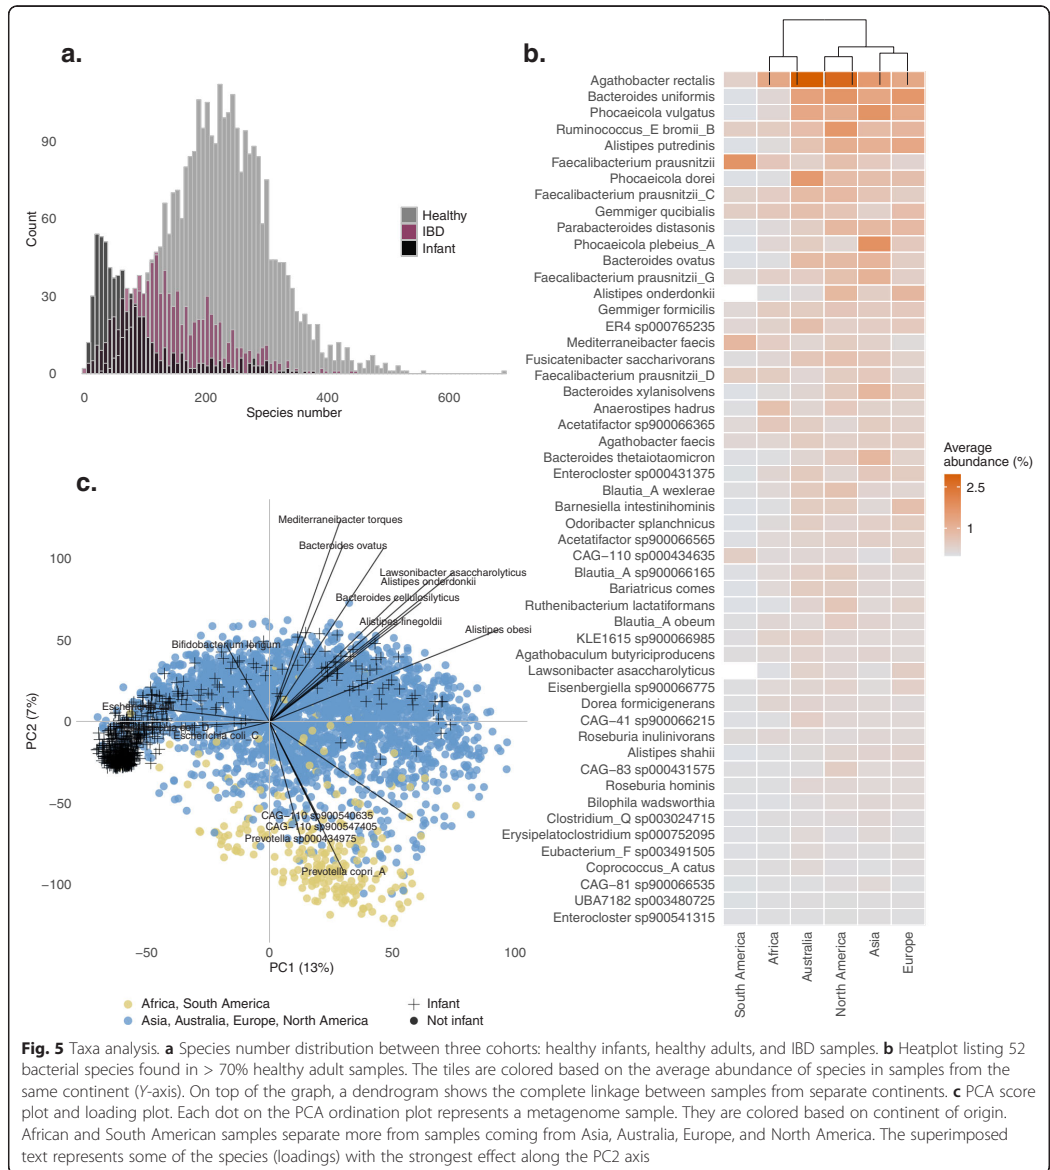 a.
90
60
30
0
Count
0
200
400
600
Species number
Healthy
IBD
Infant
b.
Agathobacter rectalis
Bacteroides uniformis
Phocaeicola vulgatus
Ruminococcus_E bromii_B
Alistipes putredinis
Faecalibacterium prausnitzii
Phocaeicola dorei
Faecalibacterium prausnitzii_C
Gemmiger qucibialis
Parabacteroides distasonis
Phocaeicola plebeius_A
Bacteroides ovatus
Faecalibacterium prausnitzii_G
Alistipes onderdonkii
Gemmiger formicilis
ER4 sp000765235
Mediterraneibacter faecis
Fusicatenibacter saccharivorans
Faecalibacterium prausnitzii_D
Bacteroides xylanisolvens
Anaerostipes hadrus
Acetatifactor sp900066365
Agathobacter faecis
Bacteroides thetaiotaomicron
Enterocloster sp000431375
Blautia_A wexlerae
Barnesiella intestinihominis
Odoribacter splanchnicus
Acetatifactor sp900066565
CAG−110 sp000434635
Blautia_A sp900066165
Bariatricus comes
Ruthenibacterium lactatiformans
Blautia_A obeum
KLE1615 sp900066985
Agathobaculum butyriciproducens
Lawsonibacter asaccharolyticus
Eisenbergiella sp900066775
Dorea formicigenerans
CAG−41 sp900066215
Roseburia inulinivorans
Alistipes shahii
CAG−83 sp000431575
Roseburia hominis
Bilophila wadsworthia
Clostridium_Q sp003024715
Erysipelatoclostridium sp000752095
Eubacterium_F sp003491505
Coprococcus_A catus
CAG−81 sp900066535
UBA7182 sp003480725
Enterocloster sp900541315
South America
Africa
Australia
North America
Asia
Europe
Average
abundance (%)
2.5
1
c.
Mediterraneibacter torques
Bacteroides ovatus
Lawsonibacter asaccharolyticus
Alistipes onderdonkii
Bacteroides cellulosilyticus
Alistipes finegoldii
Alistipes obesi
Bifidobacterium longum
Escherichia coli_C
CAG−110 sp900540635
CAG−110 sp900547405
Prevotella sp000434975
Prevotella copri_A
100
50
0
−50
−100
PC2 (7%)
−50
0
50
100
PC1 (13%)
Africa, South America
Asia, Australia, Europe, North America
Infant
Not infant
Fig. 5 Taxa analysis. a Species number distribution between three cohorts: healthy infants, healthy adults, and IBD samples. b Heatplot listing 52
bacterial species found in > 70% healthy adult samples. The tiles are colored based on the average abundance of species in samples from the
same continent (Y-axis). On top of the graph, a dendrogram shows the complete linkage between samples from separate continents. c PCA score
plot and loading plot. Each dot on the PCA ordination plot represents a metagenome sample. They are colored based on continent of origin.
African and South American samples separate more from samples coming from Asia, Australia, Europe, and North America. The superimposed
text represents some of the species (loadings) with the strongest effect along the PC2 axis